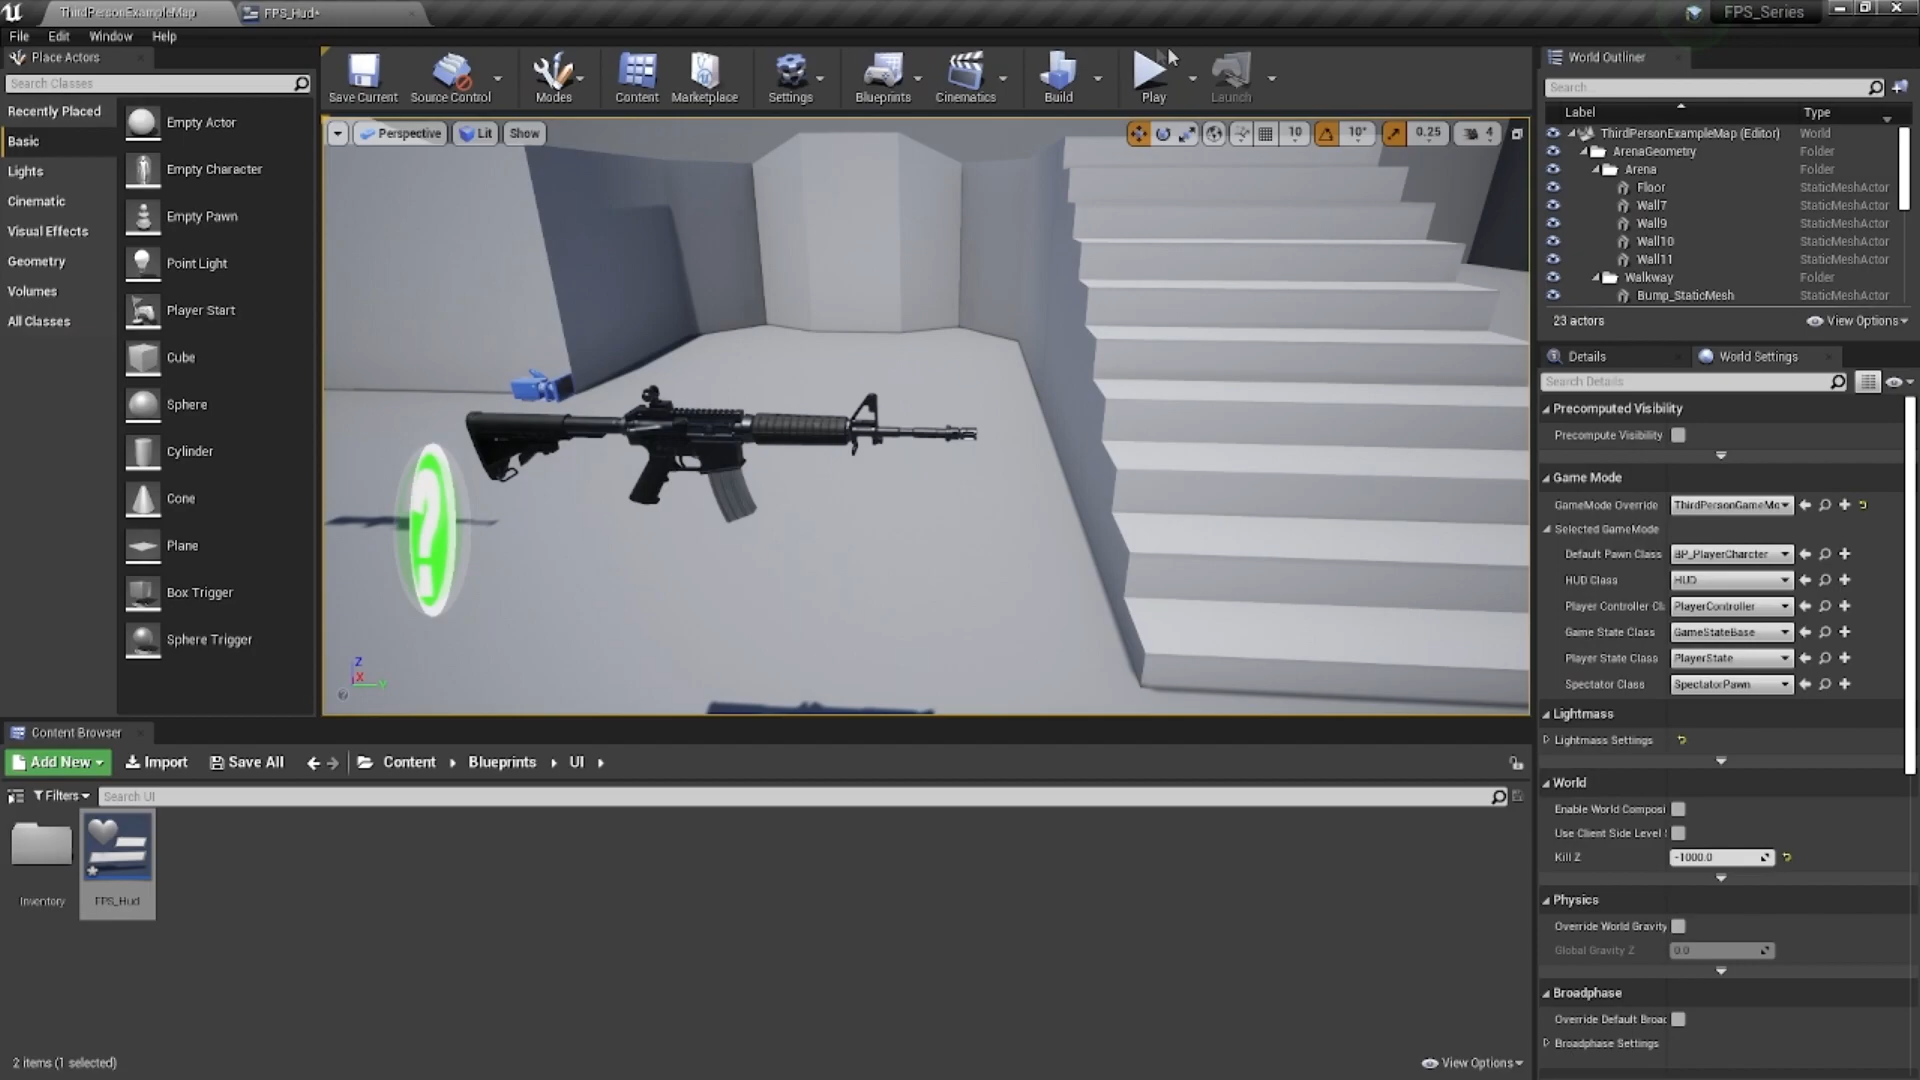 ThirdPersonExampleMap
FPS_Hud*
FPS_Series
File Edit Window Help
Place Actors
Search Classes
Recently Placed
Basic
Lights
Cinematic
Visual Effects
Geometry
Volumes
All Classes
Empty Actor
Empty Character
Empty Pawn
Point Light
Player Start
Cube
Sphere
Cylinder
Cone
Plane
Box Trigger
Sphere Trigger
Save Current
Source Control
Modes
Content
Marketplace
Settings
Blueprints
Cinematics
Build
Play
Launch
Perspective Lit Show
10 10° 0.25 4
Z
X
Y
World Outliner
Search...
Label Type
ThirdPersonExampleMap (Editor) World
ArenaGeometry Folder
Arena Folder
Floor StaticMeshActor
Wall7 StaticMeshActor
Wall9 StaticMeshActor
Wall10 StaticMeshActor
Wall11 StaticMeshActor
Walkway Folder
Bump_StaticMesh StaticMeshActor
23 actors View Options
Details World Settings
Search Details
Precomputed Visibility
Precompute Visibility
Game Mode
GameMode Override ThirdPersonGameMo
Selected GameMode
Default Pawn Class BP_PlayerCharcter
HUD Class HUD
Player Controller Cl PlayerController
Game State Class GameStateBase
Player State Class PlayerState
Spectator Class SpectatorPawn
Lightmass
Lightmass Settings
World
Enable World Composi
Use Client Side Level
Kill Z -1000.0
Physics
Override World Gravity
Global Gravity Z 0.0
Broadphase
Override Default Broac
Broadphase Settings
Content Browser
Add New Import Save All Content Blueprints UI
Filters Search UI
Inventory
FPS_Hud
2 items (1 selected) View Options